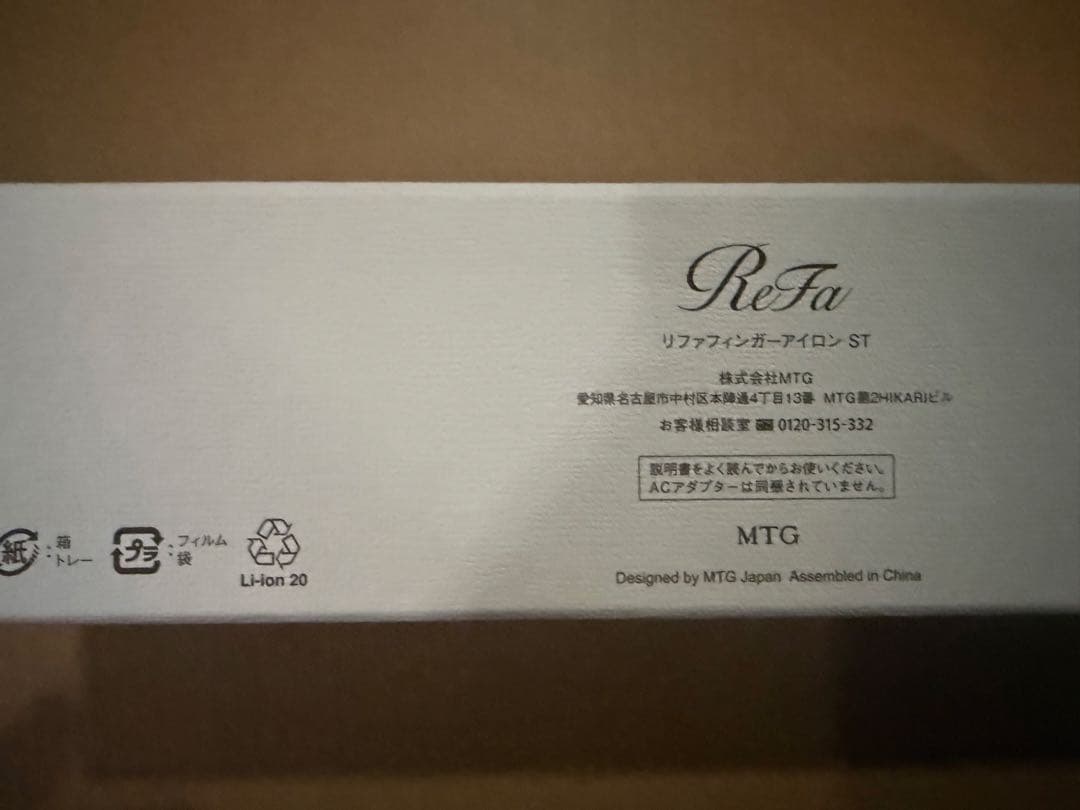 ReFa
リファフィンガーアイロン ST
株式会社MTG
愛知県名古屋市中村区本陣通4丁目13番 MTG第2HIKARIビル
お客様相談室 0120-315-332
説明書をよく読んでからお使いください。
ACアダプターは同梱されていません。
MTG
Designed by MTG Japan Assembled in China
紙 : 箱
トレー
プラ : フィルム
袋
Li-ion 20